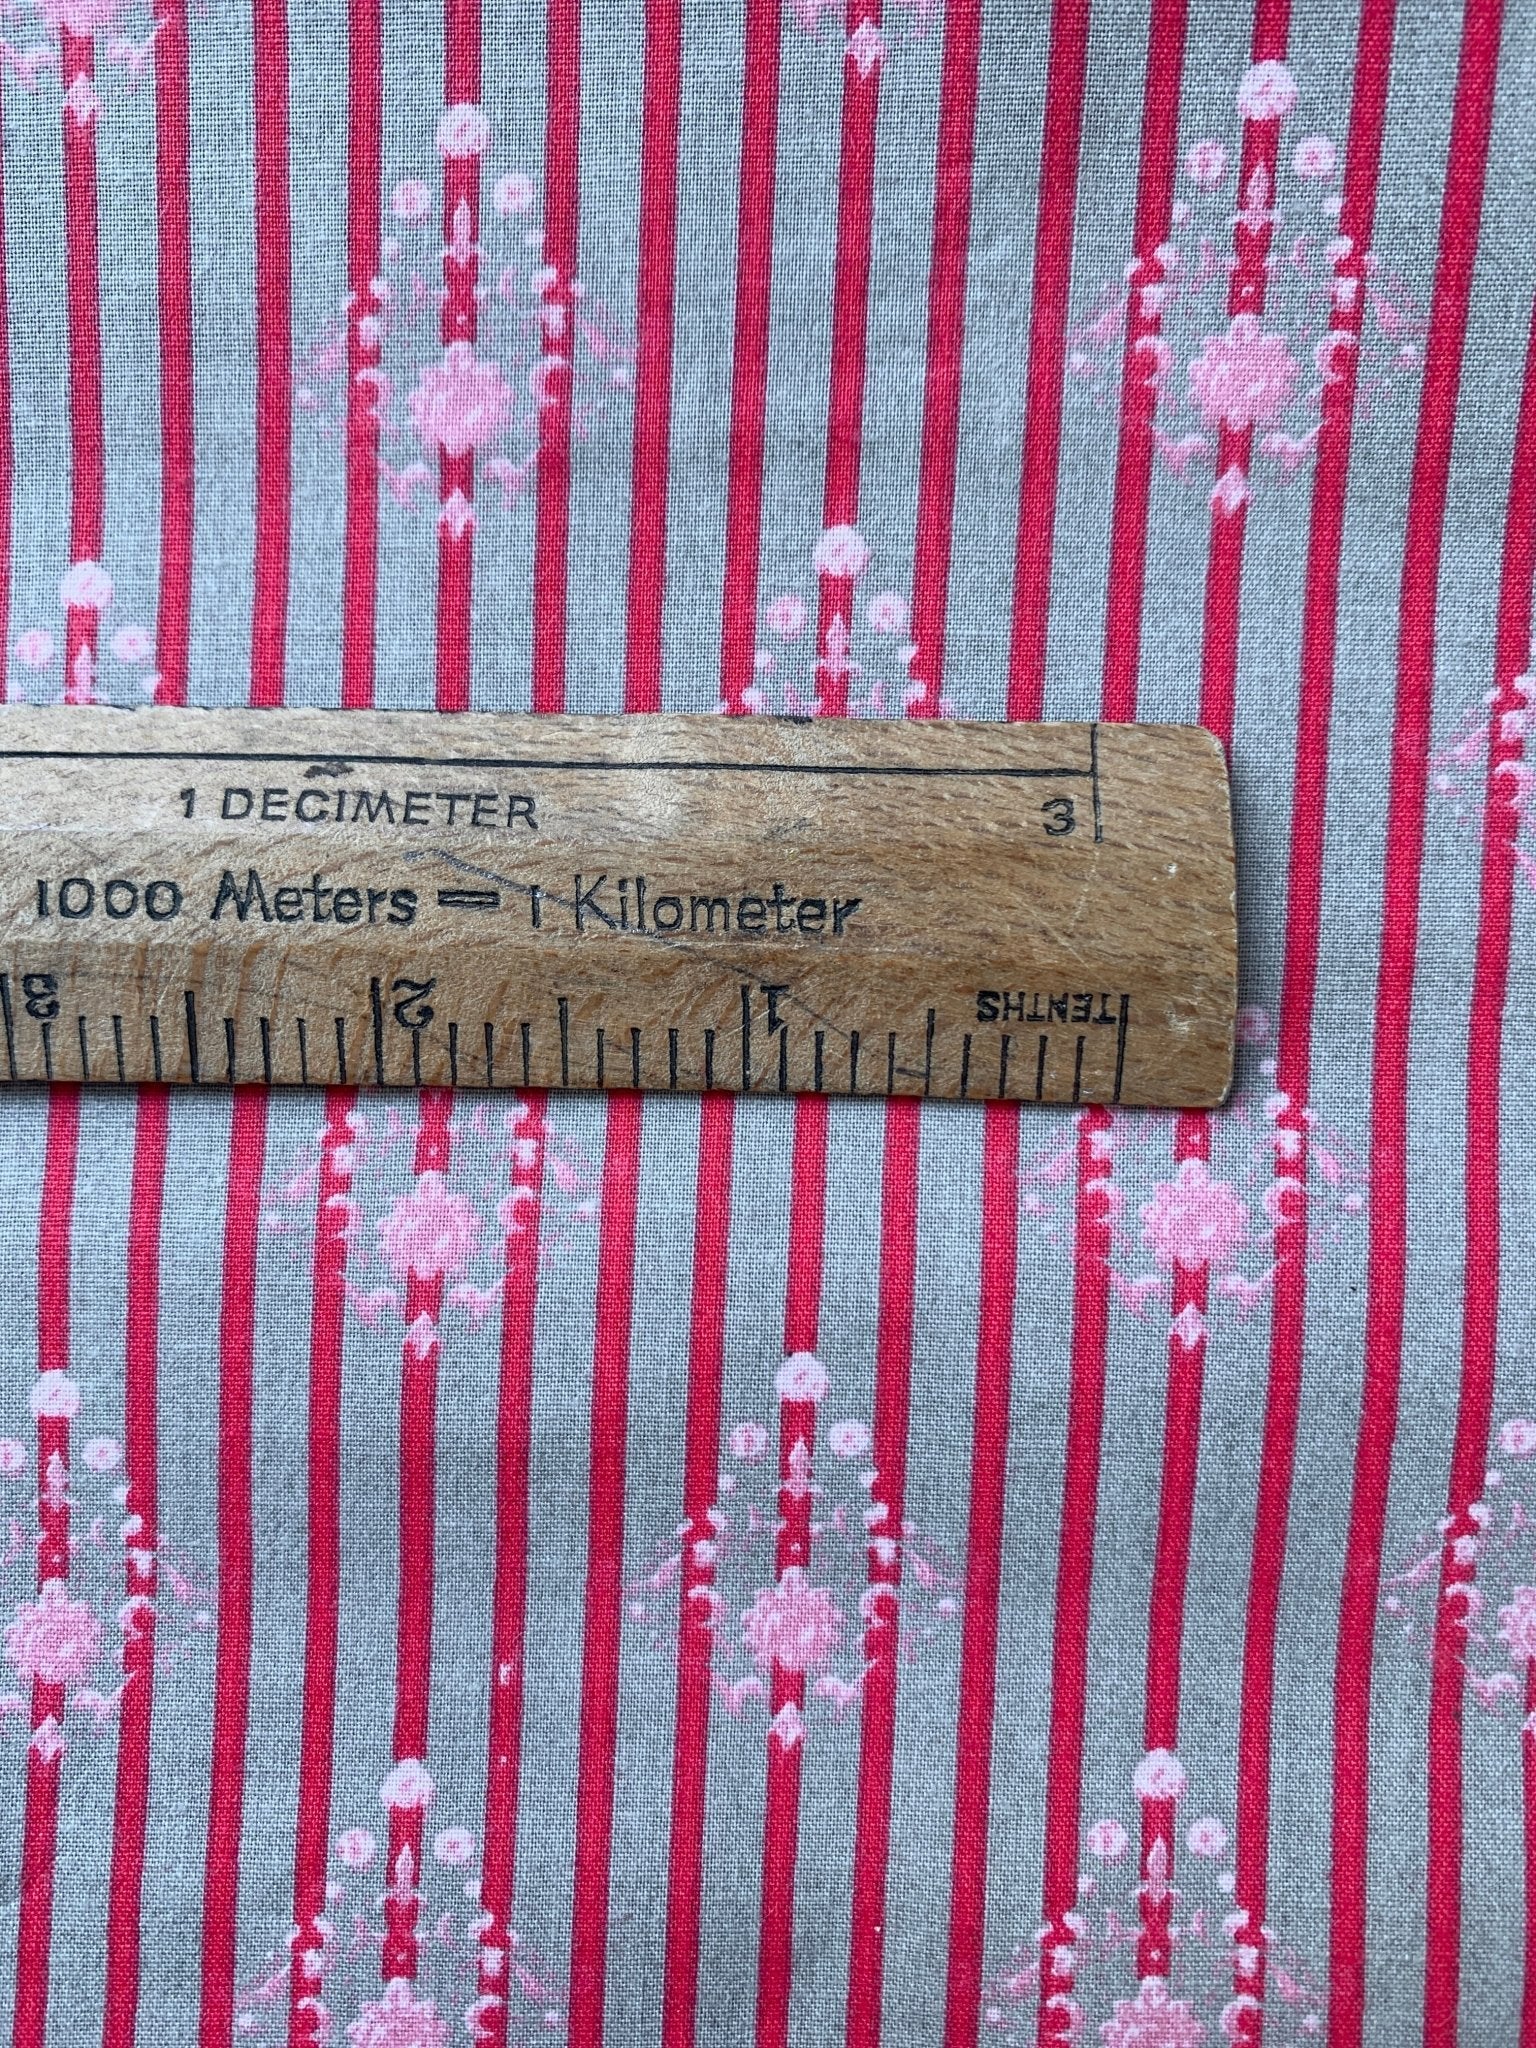 1 DECIMETER 3
1000 Meters = 1 Kilometer
3 2 1 TENTHS